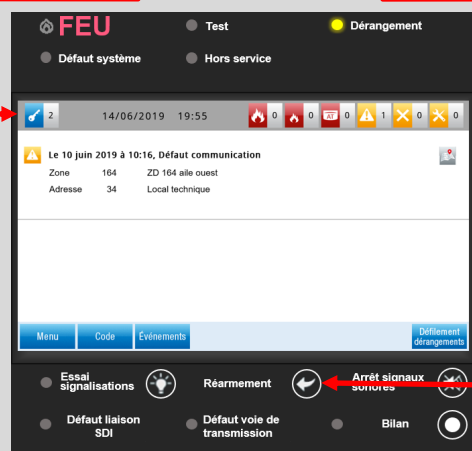 FEU
Test
Dérangement
Défaut système
Hors service
2 14/06/2019 19:55 0 0 AT 0 1 0 0
Le 10 juin 2019 à 10:16, Défaut communication
Zone 164 ZD 164 aile ouest
Adresse 34 Local technique
Menu
Code
Événements
Défilement
dérangements
Essai
signalisations
Réarmement
Arrêt signaux
sonores
Défaut liaison
SDI
Défaut voie de
transmission
Bilan